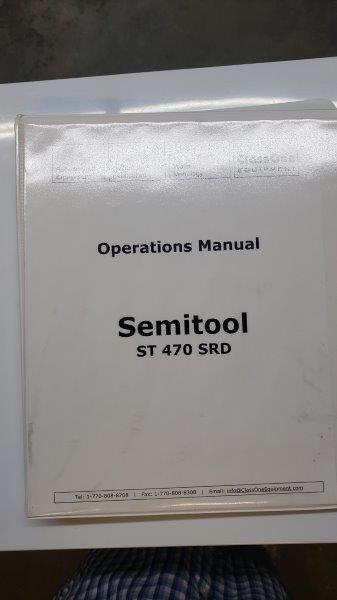 ClassOne
EQUIPMENT
Operations Manual
Semitool
ST 470 SRD
Tel: 1-770-808-8708 | Fax: 1-770-808-8308 | Email: info@ClassOneEquipment.com